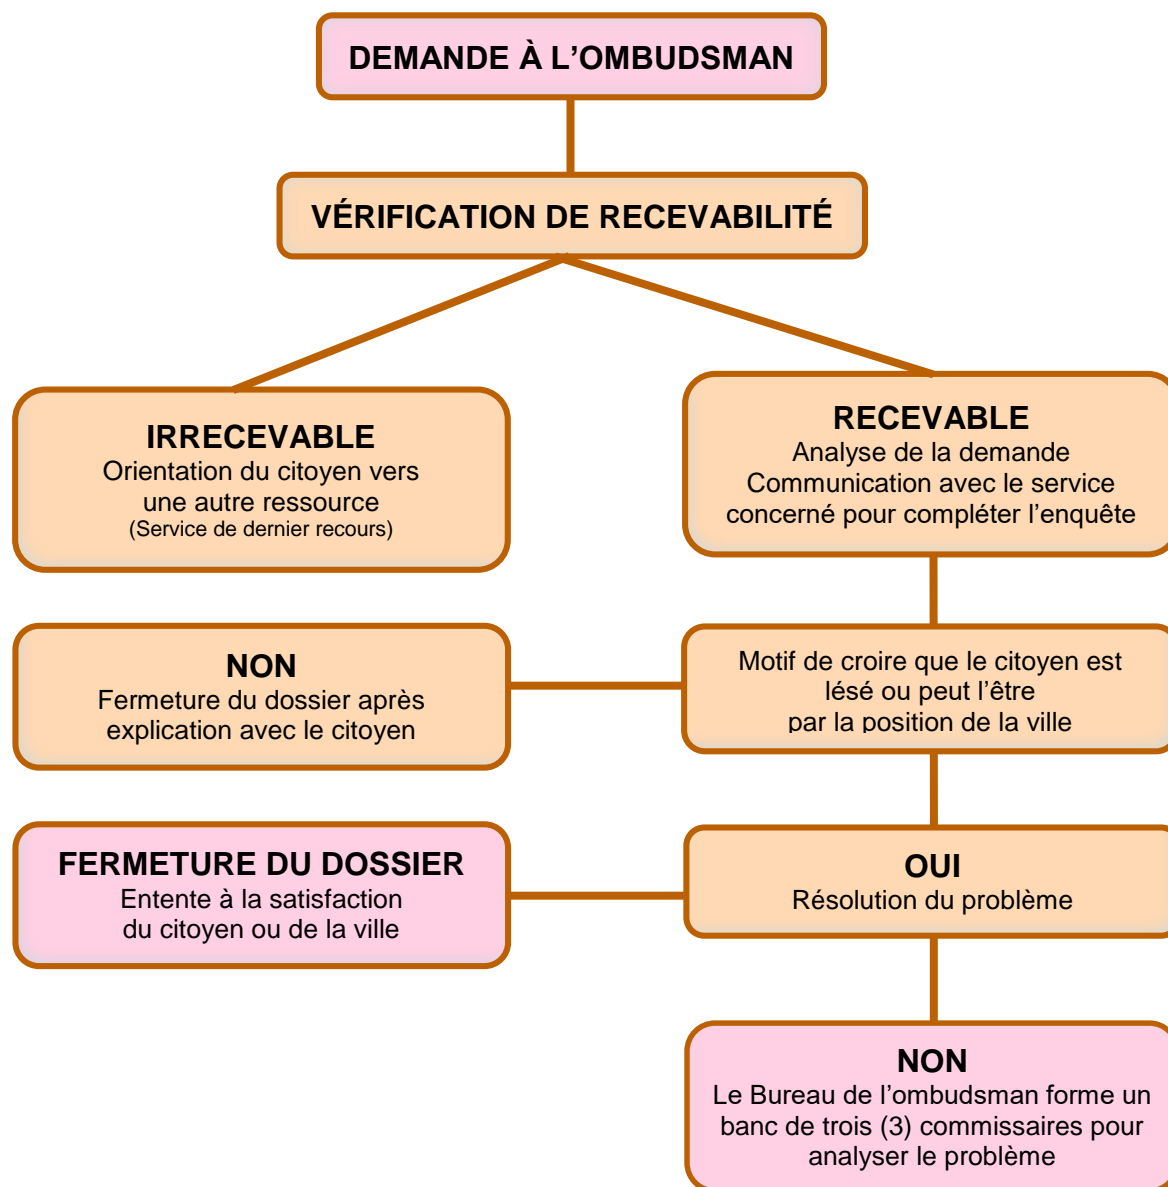 DEMANDE À L’OMBUDSMAN
VÉRIFICATION DE RECEVABILITÉ
IRRECEVABLE
Orientation du citoyen vers
une autre ressource
(Service de dernier recours)
RECEVABLE
Analyse de la demande
Communication avec le service
concerné pour compléter l’enquête
NON
Fermeture du dossier après
explication avec le citoyen
Motif de croire que le citoyen est
lésé ou peut l’être
par la position de la ville
FERMETURE DU DOSSIER
Entente à la satisfaction
du citoyen ou de la ville
OUI
Résolution du problème
NON
Le Bureau de l’ombudsman forme un
banc de trois (3) commissaires pour
analyser le problème